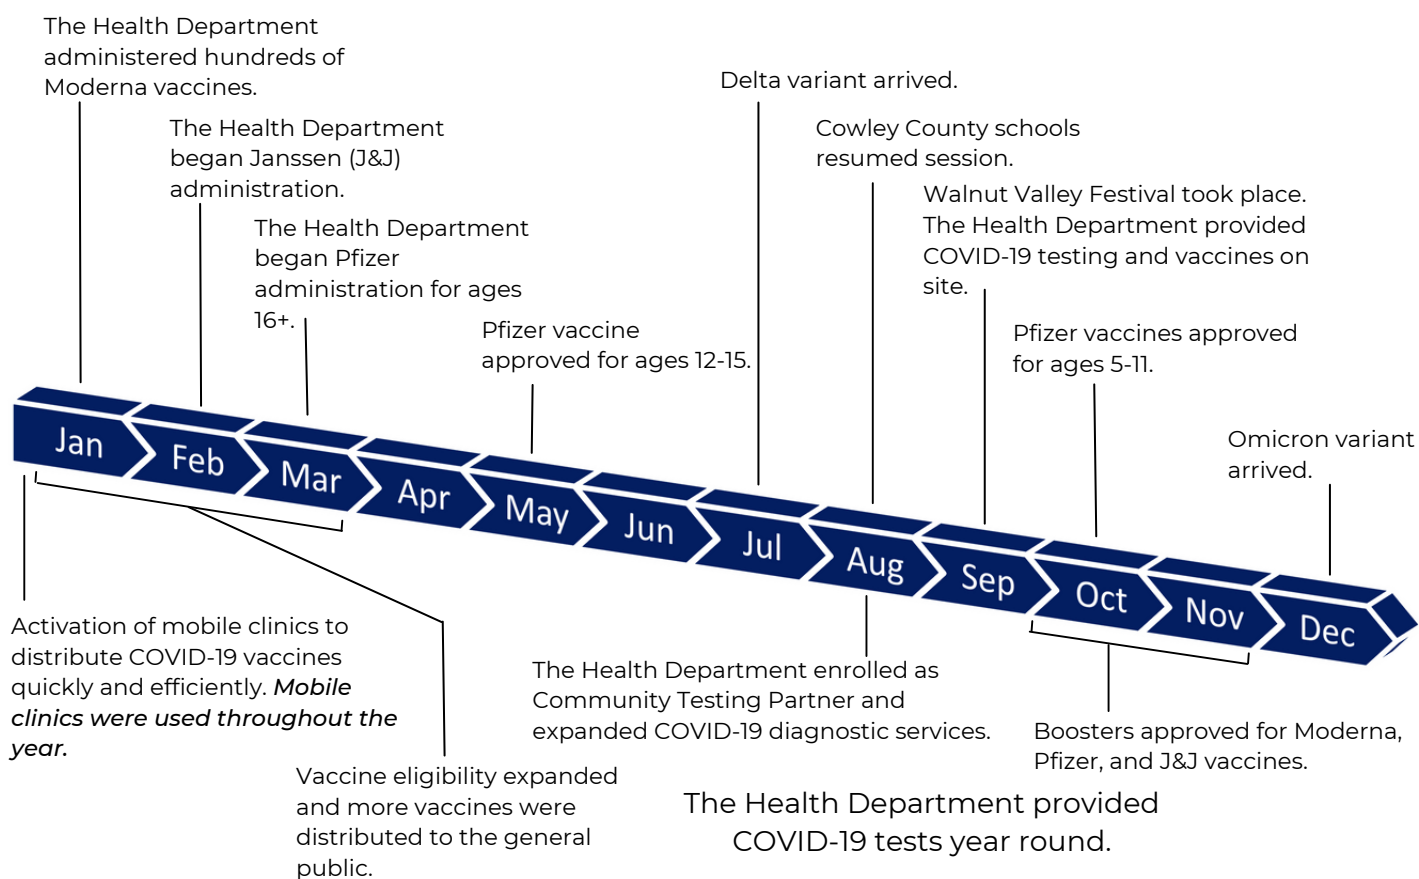 The Health Department
administered hundreds of
Moderna vaccines.
The Health Department
began Janssen (J&J)
administration.
The Health Department
began Pfizer
administration for ages
16+.
Pfizer vaccine
approved for ages 12-15.
Delta variant arrived.
Cowley County schools
resumed session.
Walnut Valley Festival took place.
The Health Department provided
COVID-19 testing and vaccines on
site.
Pfizer vaccines approved
for ages 5-11.
Omicron variant
arrived.
Jan
Feb
Mar
Apr
May
Jun
Jul
Aug
Sep
Oct
Nov
Dec
Activation of mobile clinics to
distribute COVID-19 vaccines
quickly and efficiently. Mobile
clinics were used throughout the
year.
Vaccine eligibility expanded
and more vaccines were
distributed to the general
public.
The Health Department enrolled as
Community Testing Partner and
expanded COVID-19 diagnostic services.
Boosters approved for Moderna,
Pfizer, and J&J vaccines.
The Health Department provided
COVID-19 tests year round.